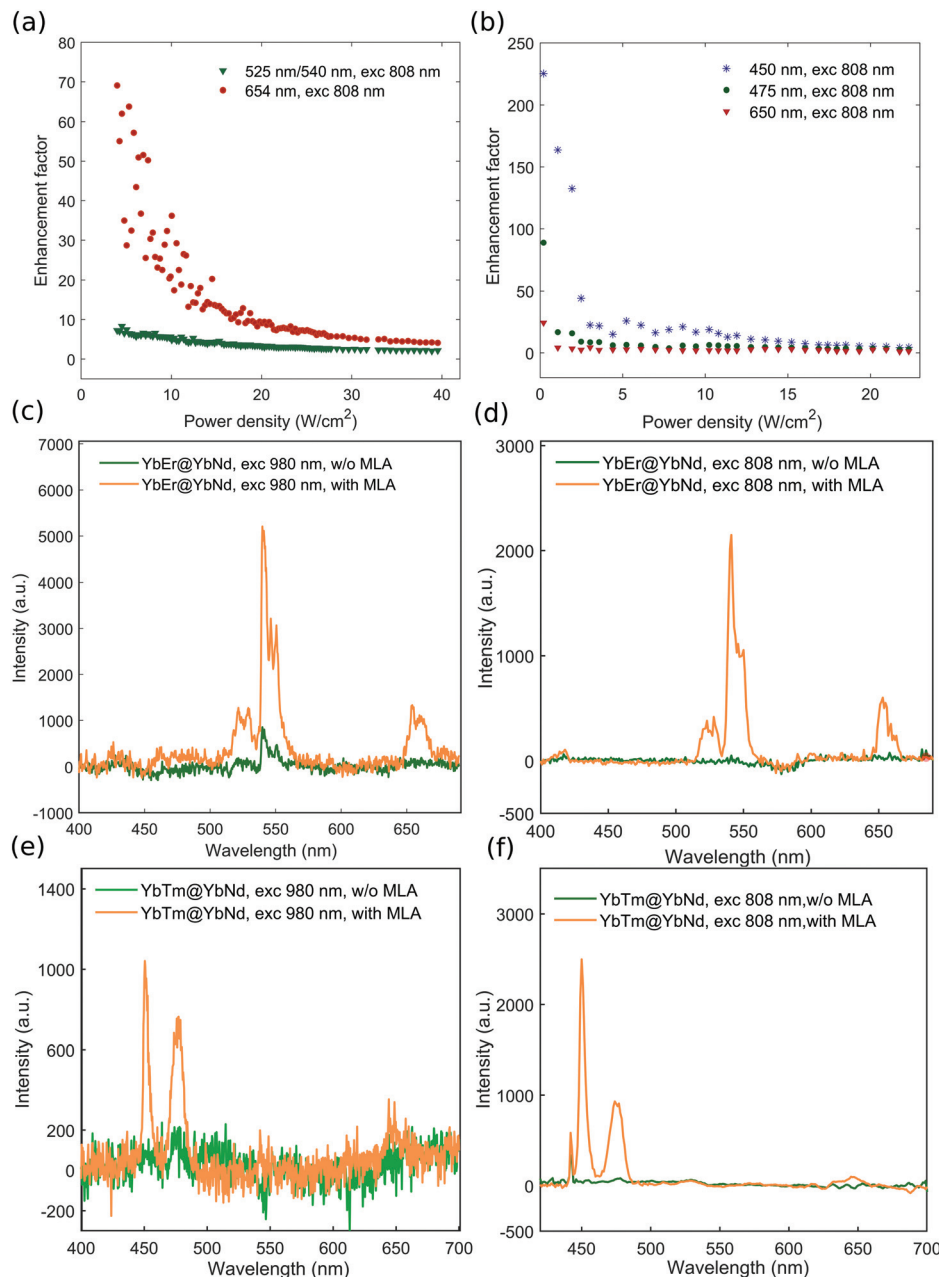 (a)
80
70
60
50
40
30
20
10
0
525 nm/540 nm, exc 808 nm
654 nm, exc 808 nm
Enhancement factor
0 10 20 30 40
Power density (W/cm²)
(b)
250
200
150
100
50
0
450 nm, exc 808 nm
475 nm, exc 808 nm
650 nm, exc 808 nm
Enhancement factor
0 5 10 15 20
Power density (W/cm²)
(c)
7000
6000
5000
4000
3000
2000
1000
0
-1000
YbEr@YbNd, exc 980 nm, w/o MLA
YbEr@YbNd, exc 980 nm, with MLA
Intensity (a.u.)
400 450 500 550 600 650
Wavelength (nm)
(d)
3000
2000
1000
0
-500
YbEr@YbNd, exc 808 nm, w/o MLA
YbEr@YbNd, exc 808 nm, with MLA
Intensity (a.u.)
400 450 500 550 600 650
Wavelength (nm)
(e)
1400
1000
600
200
0
-200
YbTm@YbNd, exc 980 nm, w/o MLA
YbTm@YbNd, exc 980 nm, with MLA
Intensity (a.u.)
400 450 500 550 600 650 700
Wavelength (nm)
(f)
3000
2000
1000
0
-500
YbTm@YbNd, exc 808 nm,w/o MLA
YbTm@YbNd, exc 808 nm,with MLA
Intensity (a.u.)
450 500 550 600 650 700
Wavelength (nm)